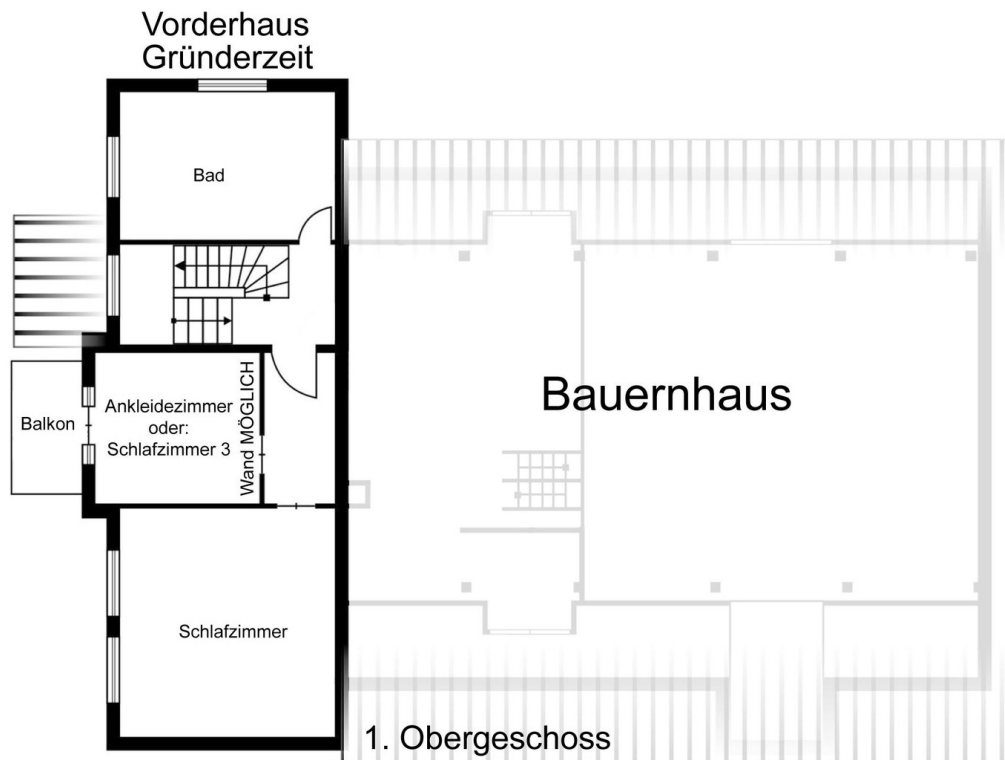 Vorderhaus
Gründerzeit
Bad
Balkon
Ankleidezimmer
oder:
Schlafzimmer 3
Wand MÖGLICH
Bauernhaus
Schlafzimmer
1. Obergeschoss